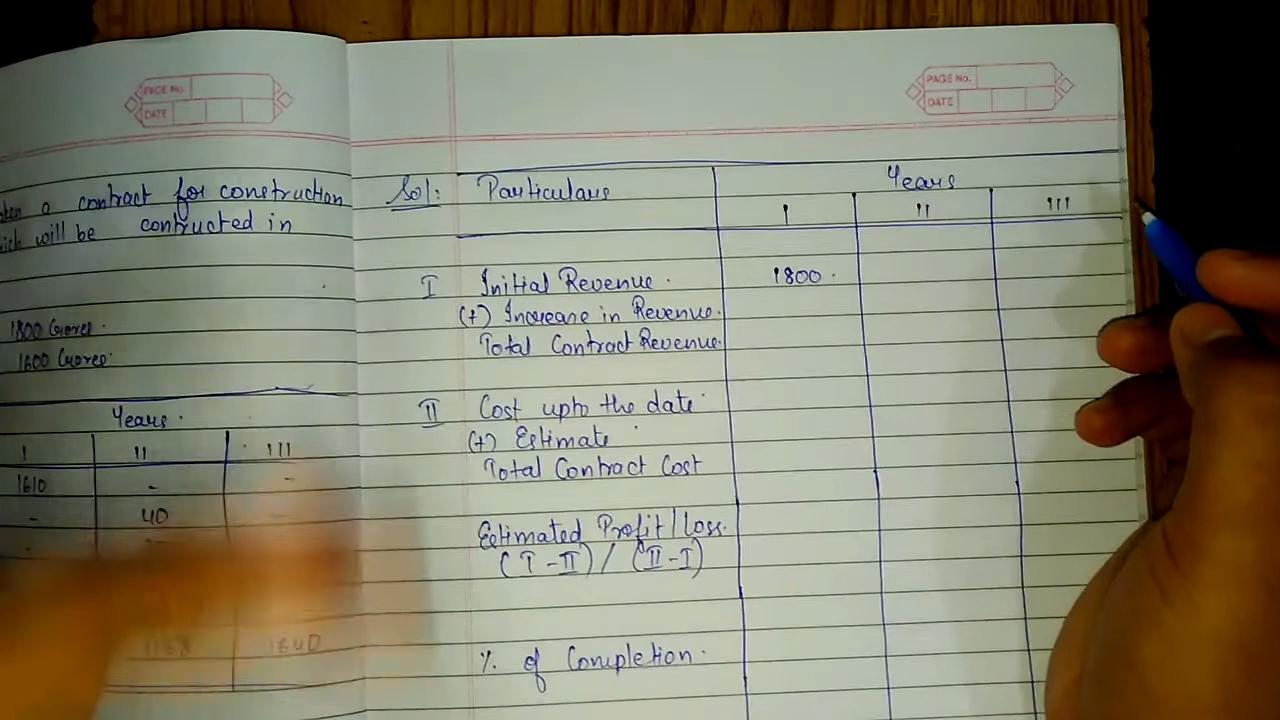 PAGE No.
DATE
a contract for construction
will be contructed in
1800 Crores.
1600 Crores.
Years.
I II III
1610 - -
- 40
-
1640
PAGE No.
DATE
Sol: Particulars Years
I II III
I Initial Revenue. 1800.
(+) Increase in Revenue.
Total Contract Revenue.
II Cost upto the date.
(+) Estimate
Total Contract Cost
Estimated Profit/Loss.
(I-II) / (II-I)
% of Completion.